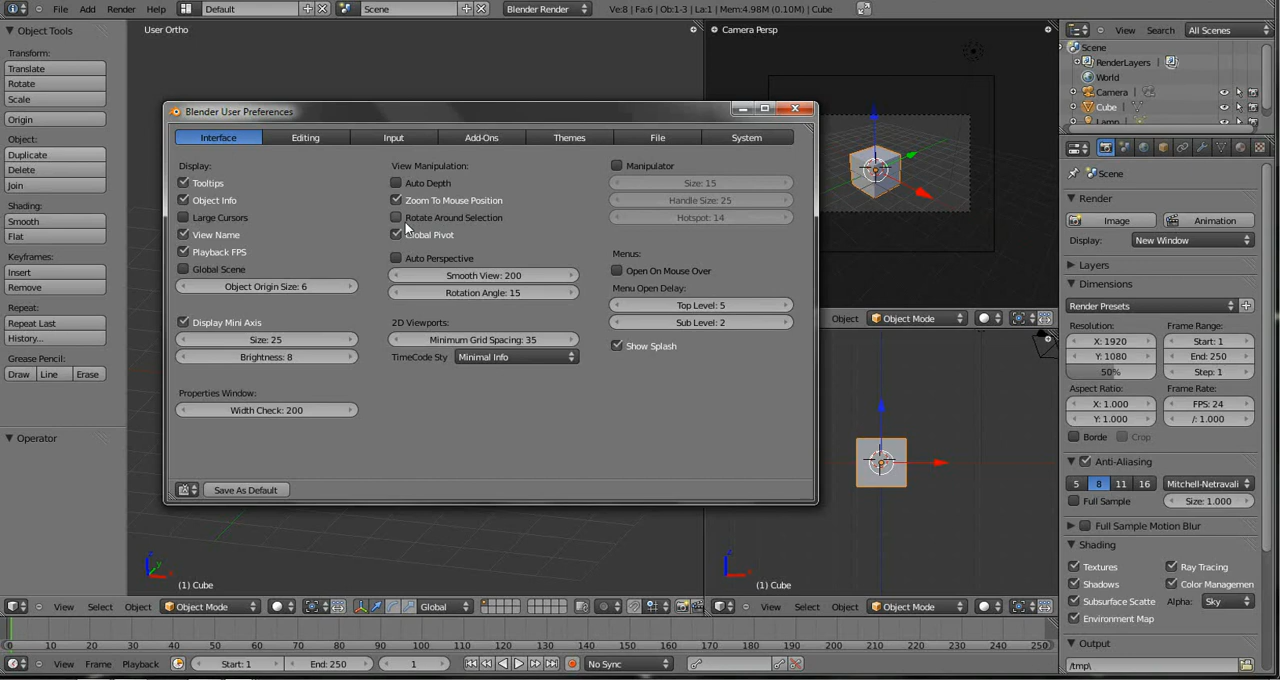 File Add Render Help Default Scene Blender Render Ve:8 | Fa:6 | Ob:1-3 | La:1 | Mem:4.98M (0.10M) | Cube
Object Tools
Transform:
Translate
Rotate
Scale
Origin
Object:
Duplicate
Delete
Join
Shading:
Smooth
Flat
Keyframes:
Insert
Remove
Repeat:
Repeat Last
History...
Grease Pencil:
Draw Line Erase
Operator
User Ortho
Blender User Preferences
Interface Editing Input Add-Ons Themes File System
Display:
Tooltips
Object Info
Large Cursors
View Name
Playback FPS
Global Scene
Object Origin Size: 6
Display Mini Axis
Size: 25
Brightness: 8
Properties Window:
Width Check: 200
View Manipulation:
Auto Depth
Zoom To Mouse Position
Rotate Around Selection
Global Pivot
Auto Perspective
Smooth View: 200
Rotation Angle: 15
2D Viewports:
Minimum Grid Spacing: 35
TimeCode Sty Minimal Info
Manipulator
Size: 15
Handle Size: 25
Hotspot: 14
Menus:
Open On Mouse Over
Menu Open Delay:
Top Level: 5
Sub Level: 2
Show Splash
Save As Default
z
y
x
(1) Cube
View Select Object Object Mode Global
Camera Persp
Object Object Mode
z
x
(1) Cube
View Select Object Object Mode
View Search All Scenes
Scene
RenderLayers
World
Camera
Cube
Lamp
Scene
Render
Image Animation
Display: New Window
Layers
Dimensions
Render Presets
Resolution: Frame Range:
X: 1920 Start: 1
Y: 1080 End: 250
50% Step: 1
Aspect Ratio: Frame Rate:
X: 1.000 FPS: 24
Y: 1.000 /: 1.000
Borde Crop
Anti-Aliasing
5 8 11 16 Mitchell-Netravali
Full Sample Size: 1.000
Full Sample Motion Blur
Shading
Textures Ray Tracing
Shadows Color Managemen
Subsurface Scatte Alpha: Sky
Environment Map
Output
/tmp\
0 10 20 30 40 50 60 70 80 90 100 110 120 130 140 150 160 170 180 190 200 210 220 230 240 250
View Frame Playback Start: 1 End: 250 1 No Sync